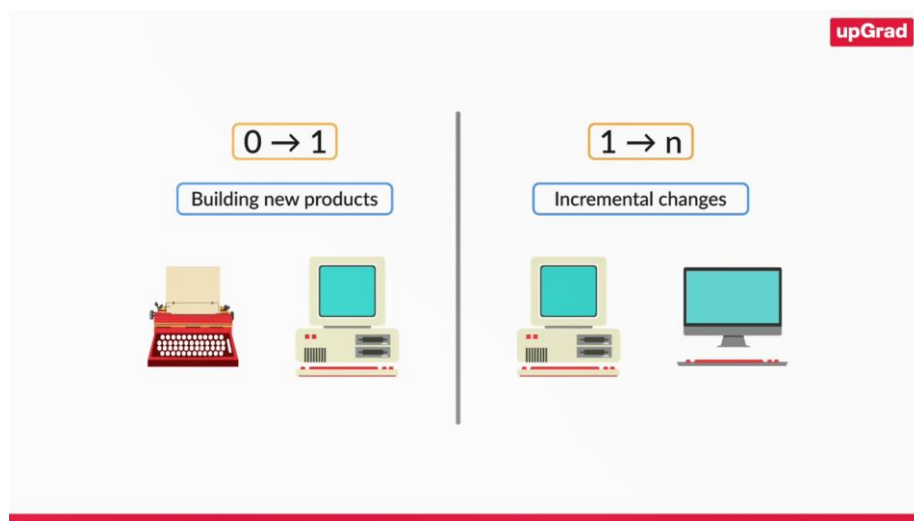 upGrad
0 → 1
Building new products
1 → n
Incremental changes